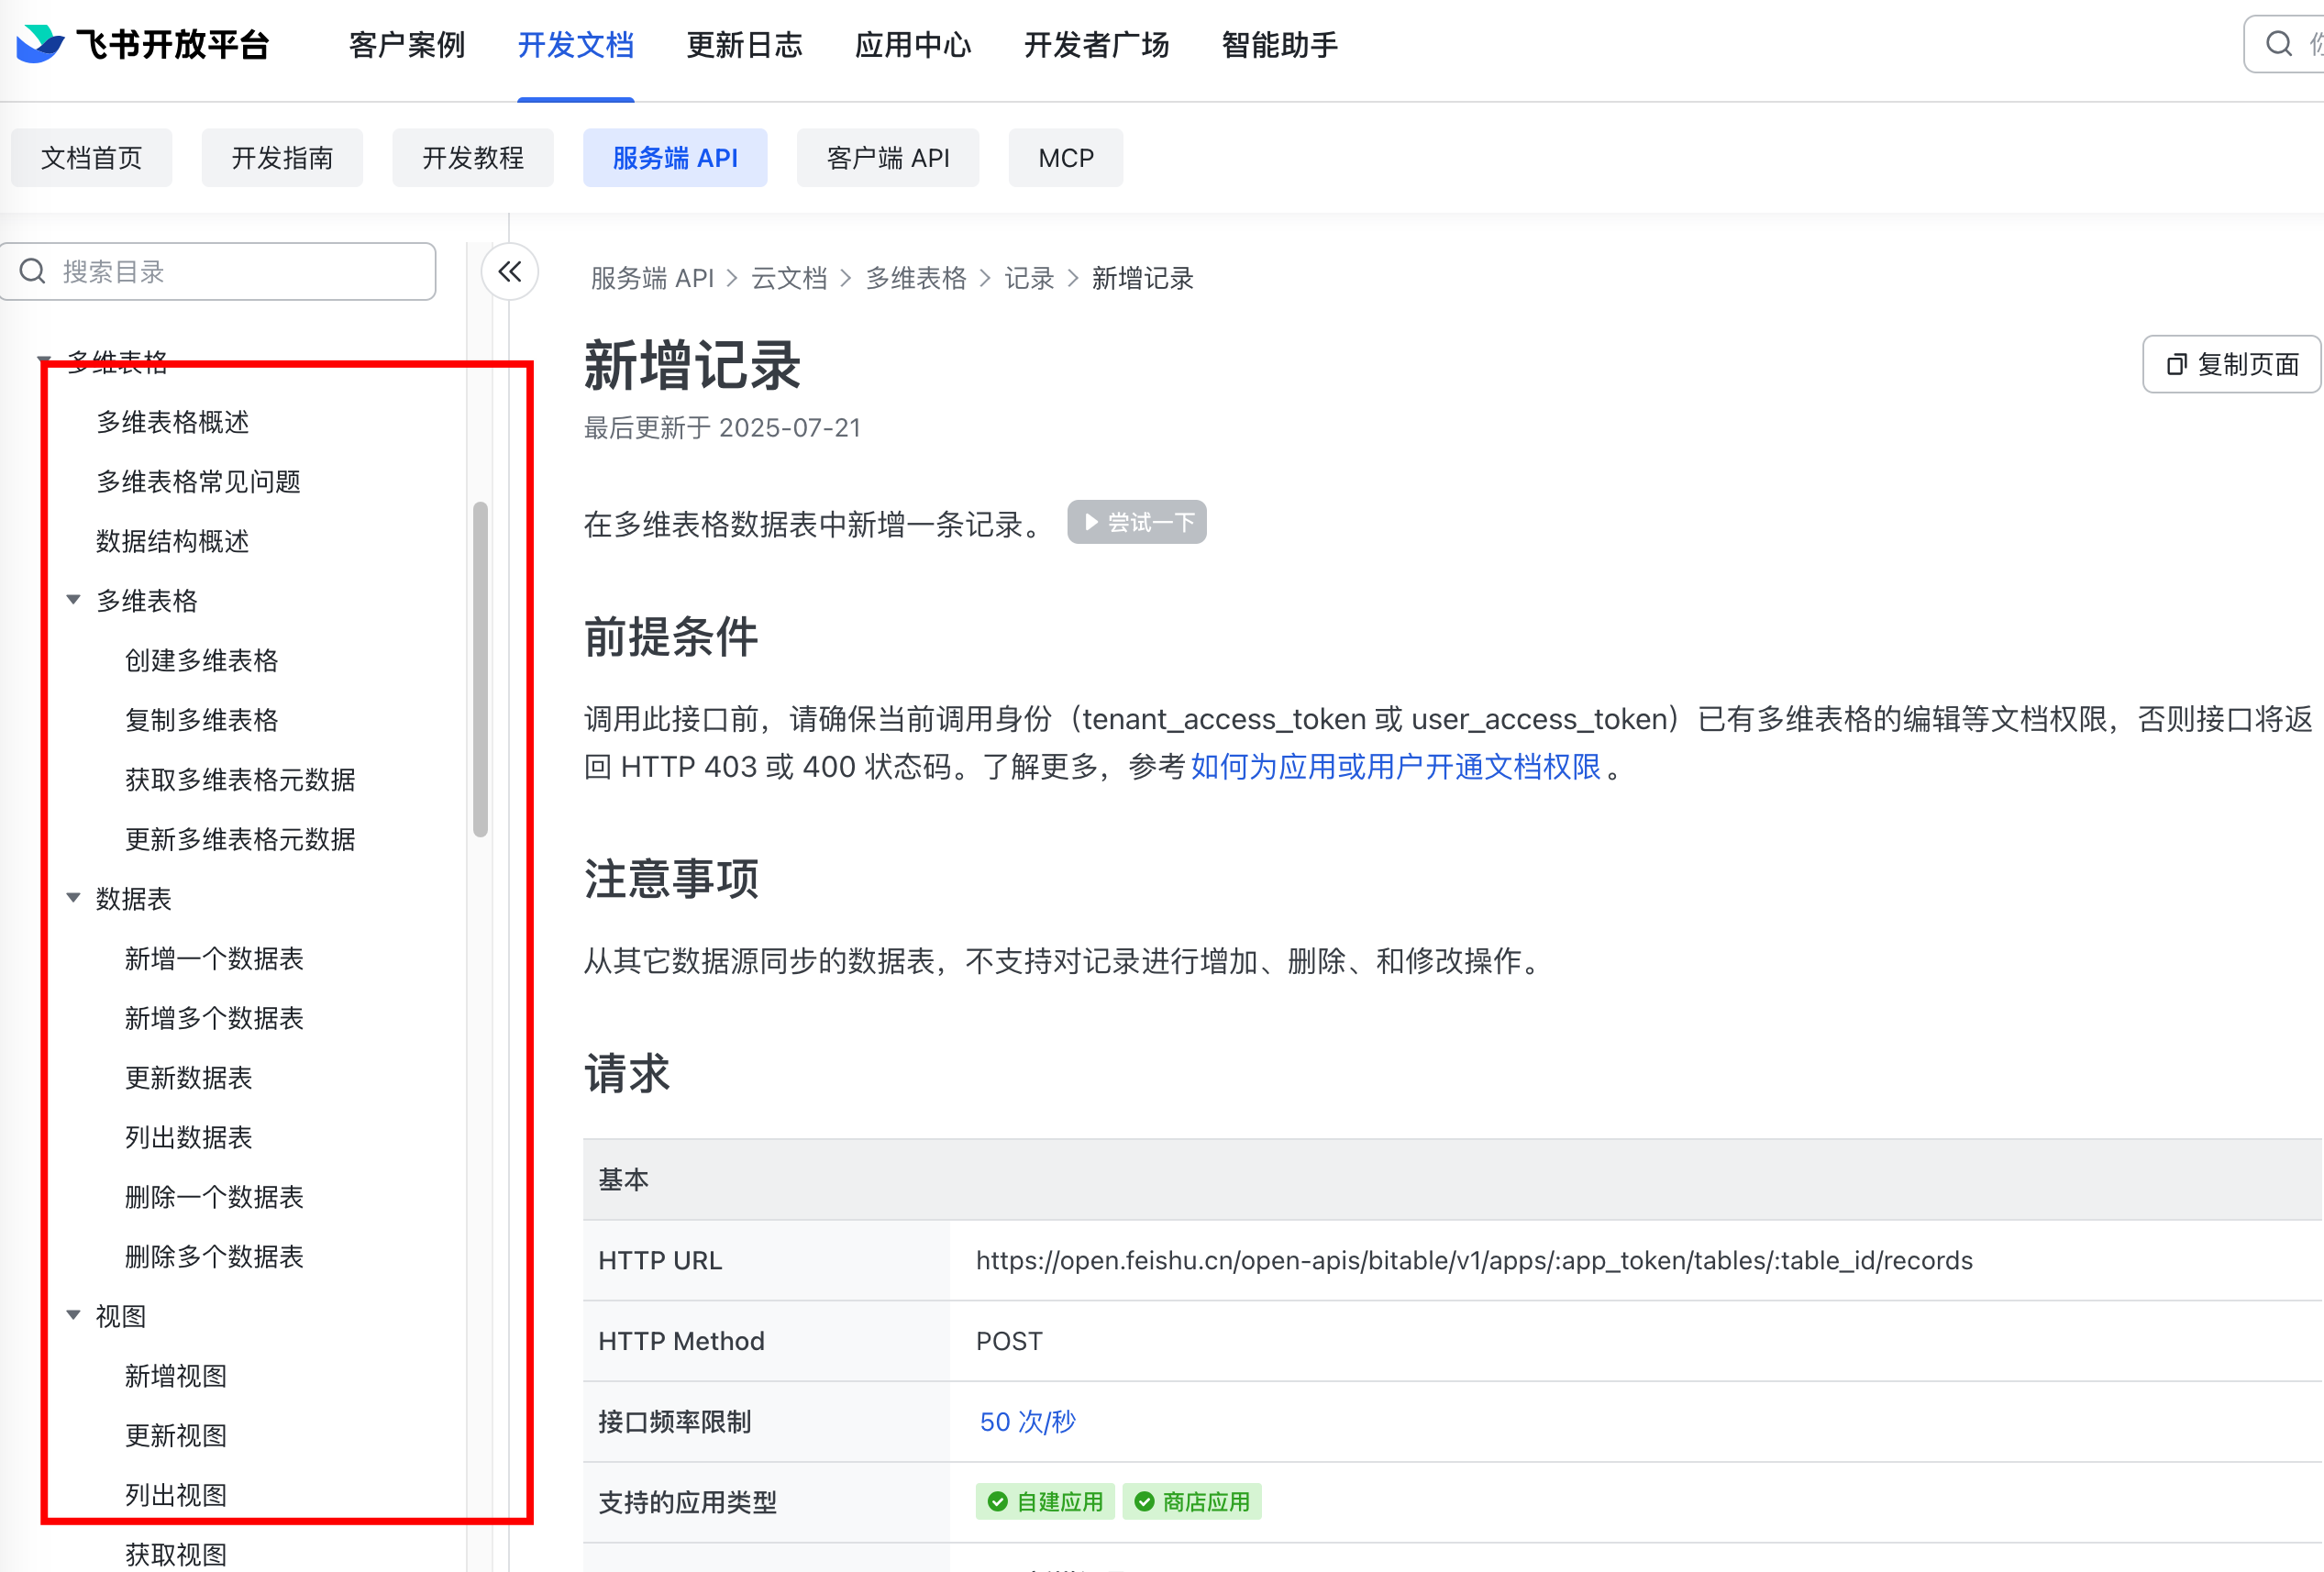 飞书开放平台
客户案例
开发文档
更新日志
应用中心
开发者广场
智能助手
文档首页
开发指南
开发教程
服务端 API
客户端 API
MCP
搜索目录
多维表格
多维表格概述
多维表格常见问题
数据结构概述
多维表格
创建多维表格
复制多维表格
获取多维表格元数据
更新多维表格元数据
数据表
新增一个数据表
新增多个数据表
更新数据表
列出数据表
删除一个数据表
删除多个数据表
视图
新增视图
更新视图
列出视图
获取视图
服务端 API > 云文档 > 多维表格 > 记录 > 新增记录
新增记录
复制页面
最后更新于 2025-07-21
在多维表格数据表中新增一条记录。
尝试一下
前提条件
调用此接口前，请确保当前调用身份（tenant_access_token 或 user_access_token）已有多维表格的编辑等文档权限，否则接口将返
回 HTTP 403 或 400 状态码。了解更多，参考如何为应用或用户开通文档权限。
注意事项
从其它数据源同步的数据表，不支持对记录进行增加、删除、和修改操作。
请求
基本
HTTP URL
https://open.feishu.cn/open-apis/bitable/v1/apps/:app_token/tables/:table_id/records
HTTP Method
POST
接口频率限制
50 次/秒
支持的应用类型
自建应用
商店应用